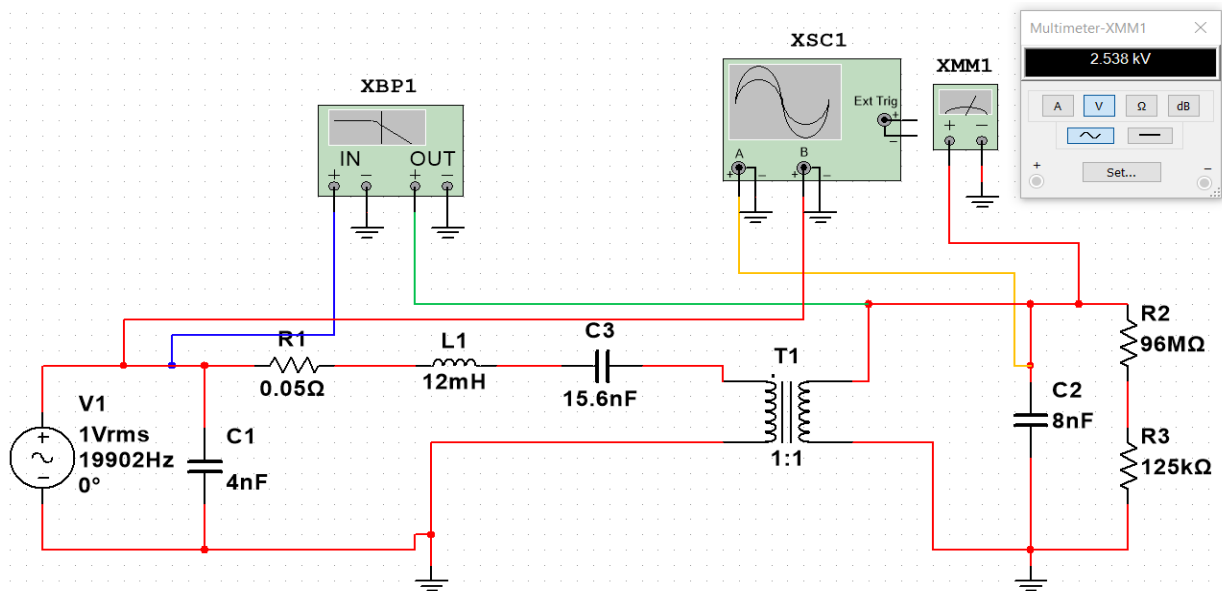 Multimeter-XMM1
2.538 kV
A
V
Ω
dB
+
Set...
−
XBP1
IN
OUT
+
−
+
−
XSC1
Ext Trig
+
−
A
B
+
−
+
−
XMM1
+
−
V1
1Vrms
19902Hz
0°
+
−
C1
4nF
R1
0.05Ω
L1
12mH
C3
15.6nF
T1
1:1
C2
8nF
R2
96MΩ
R3
125kΩ